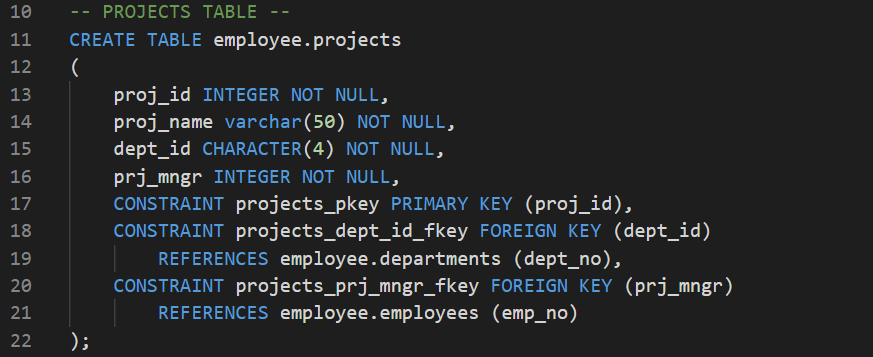 10 -- PROJECTS TABLE --
11 CREATE TABLE employee.projects
12 (
13 proj_id INTEGER NOT NULL,
14 proj_name varchar(50) NOT NULL,
15 dept_id CHARACTER(4) NOT NULL,
16 prj_mngr INTEGER NOT NULL,
17 CONSTRAINT projects_pkey PRIMARY KEY (proj_id),
18 CONSTRAINT projects_dept_id_fkey FOREIGN KEY (dept_id)
19 REFERENCES employee.departments (dept_no),
20 CONSTRAINT projects_prj_mngr_fkey FOREIGN KEY (prj_mngr)
21 REFERENCES employee.employees (emp_no)
22 );